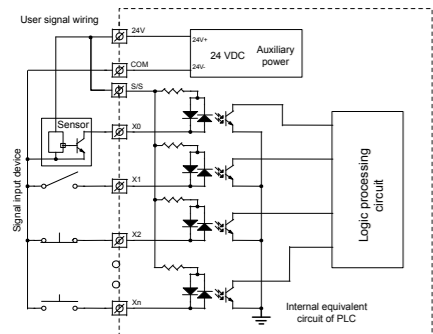 User signal wiring
24V
24V+
24 VDC
Auxiliary
power
COM
24V-
S/S
Sensor
X0
Signal input device
X1
Logic processing
circuit
X2
Xn
Internal equivalent
circuit of PLC